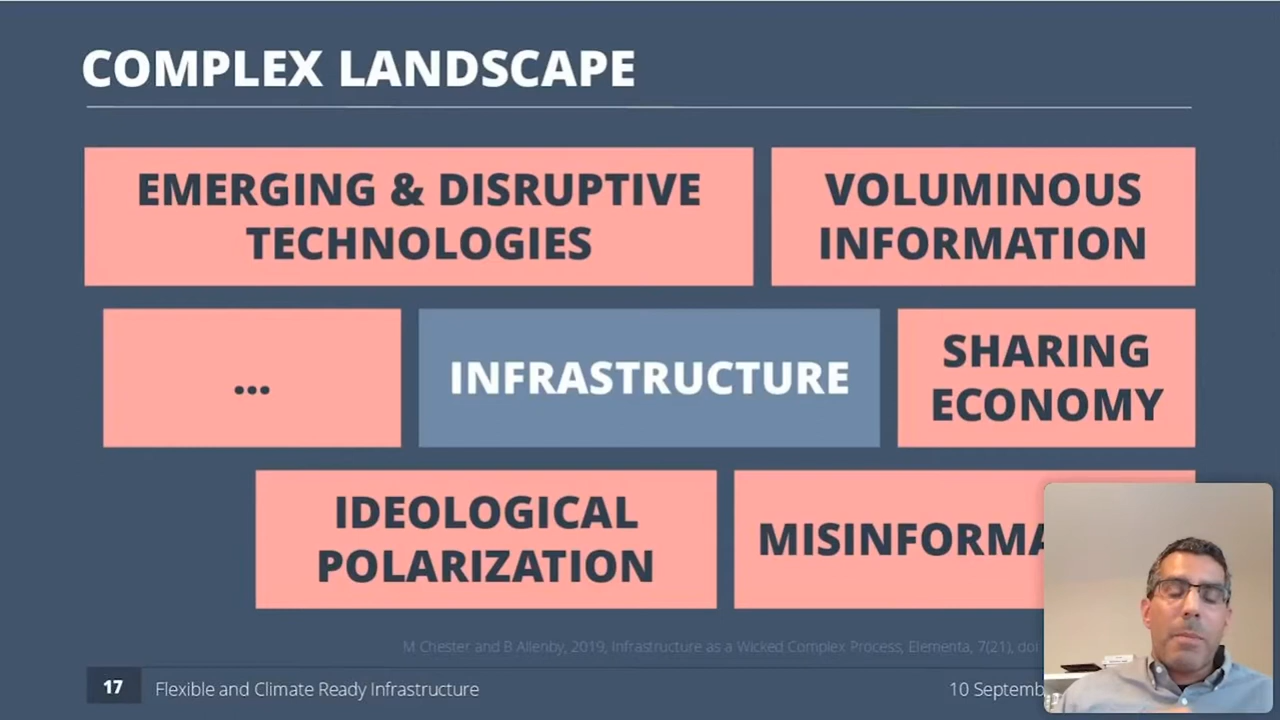 COMPLEX LANDSCAPE
EMERGING & DISRUPTIVE
TECHNOLOGIES
VOLUMINOUS
INFORMATION
...
INFRASTRUCTURE
SHARING
ECONOMY
IDEOLOGICAL
POLARIZATION
MISINFORMA
M Chester and B Allenby, 2019, Infrastructure as a Wicked Complex Process, Elementa, 7(21), doi
17
Flexible and Climate Ready Infrastructure
10 Septemb